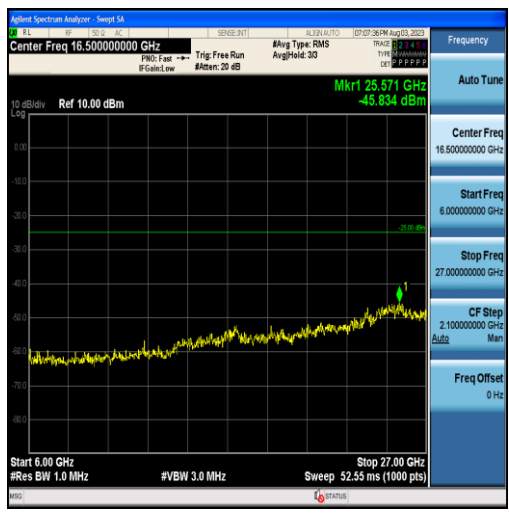 Agilent Spectrum Analyzer - Swept SA
RL RF 50 Ω AC SENSE:INT ALIGN AUTO 07:07:36 PM Aug 03, 2023
Center Freq 16.500000000 GHz
PNO: Fast
IFGain:Low
Trig: Free Run
#Atten: 20 dB
#Avg Type: RMS
Avg|Hold: 3/3
TRACE 1 2 3 4 5 6
TYPE
DET P P P P P P
Mkr1 25.571 GHz
-45.834 dBm
10 dB/div Ref 10.00 dBm
Log
0.00
-10.0
-20.0
-25.00 dBm
-30.0
-40.0
1
-50.0
-60.0
-70.0
-80.0
Start 6.00 GHz Stop 27.00 GHz
#Res BW 1.0 MHz #VBW 3.0 MHz Sweep 52.55 ms (1000 pts)
MSG STATUS
Frequency
Auto Tune
Center Freq
16.500000000 GHz
Start Freq
6.000000000 GHz
Stop Freq
27.000000000 GHz
CF Step
2.100000000 GHz
Auto Man
Freq Offset
0 Hz